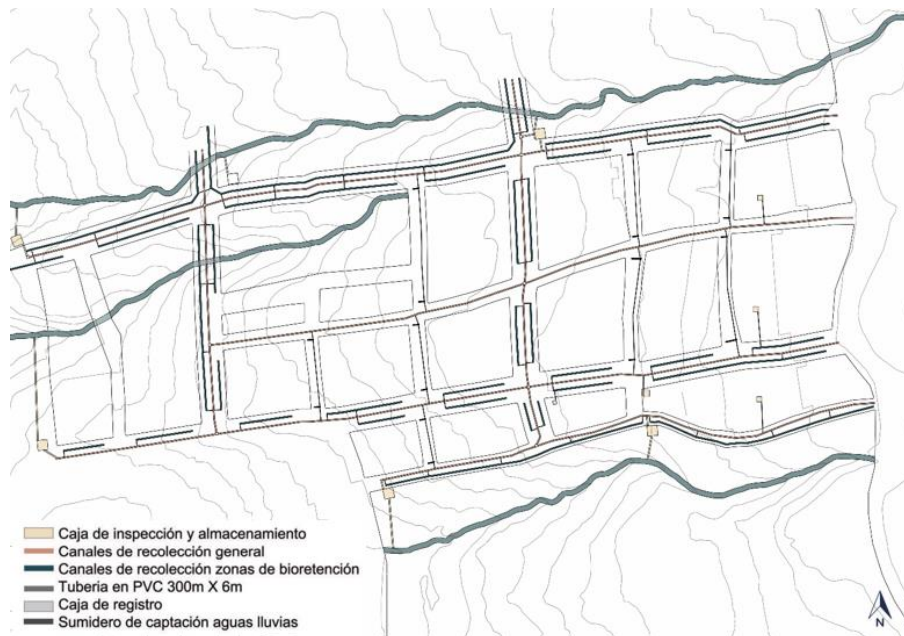 Caja de inspección y almacenamiento
Canales de recolección general
Canales de recolección zonas de bioretención
Tuberia en PVC 300m X 6m
Caja de registro
Sumidero de captación aguas lluvias
N